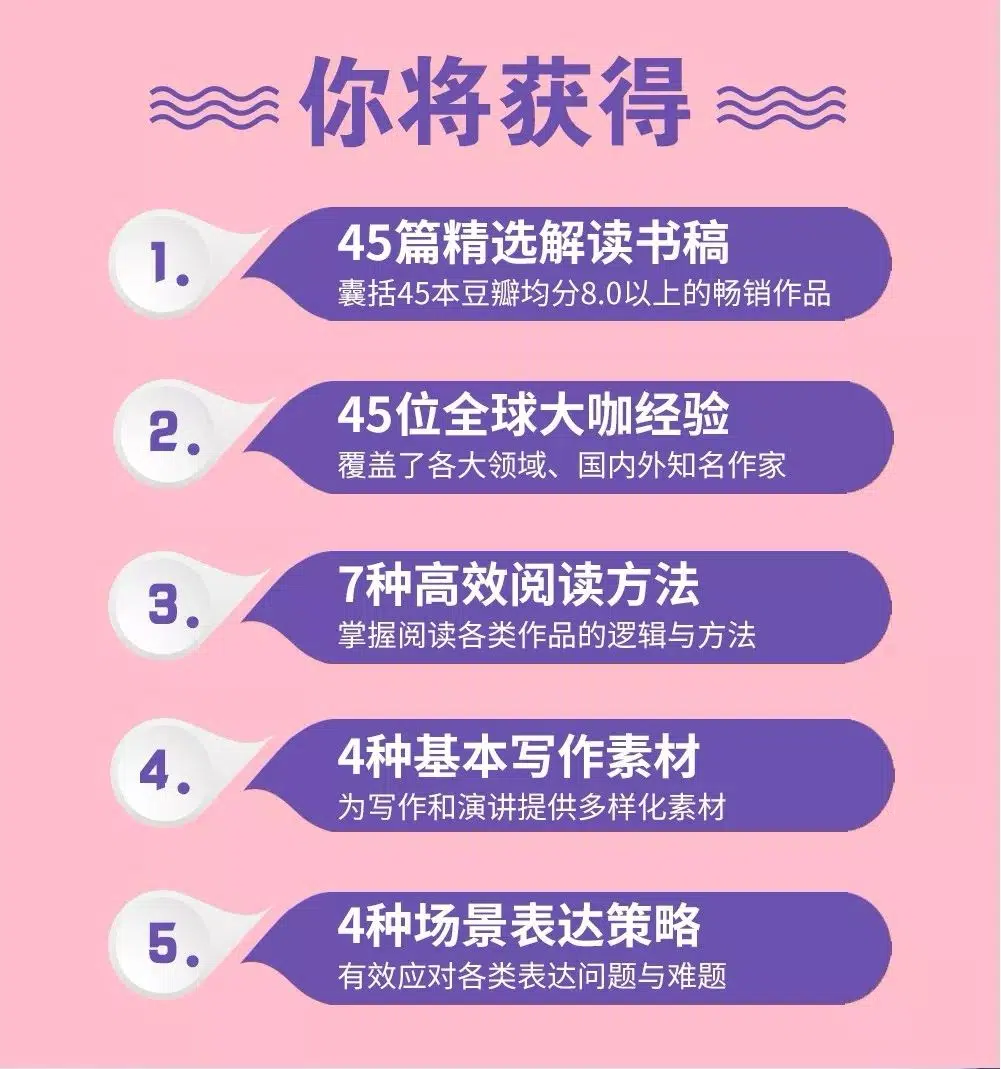 你将获得
1.
45篇精选解读书稿
囊括45本豆瓣均分8.0以上的畅销作品
2.
45位全球大咖经验
覆盖了各大领域、国内外知名作家
3.
7种高效阅读方法
掌握阅读各类作品的逻辑与方法
4.
4种基本写作素材
为写作和演讲提供多样化素材
5.
4种场景表达策略
有效应对各类表达问题与难题